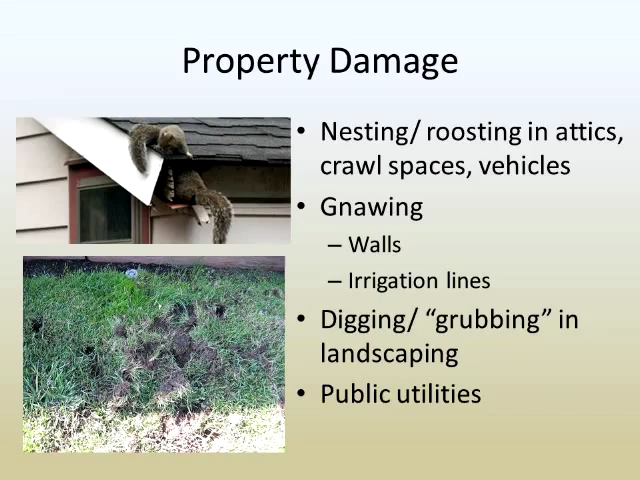 Property Damage
• Nesting/ roosting in attics,
crawl spaces, vehicles
• Gnawing
– Walls
– Irrigation lines
• Digging/ “grubbing” in
landscaping
• Public utilities